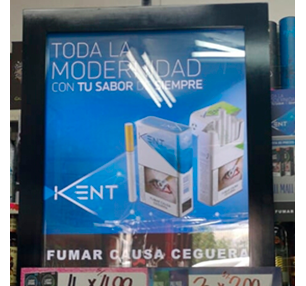 TODA LA
MODERNIDAD
CON TU SABOR DE SIEMPRE
KENT
FUMAR CAUSA CEGUERA